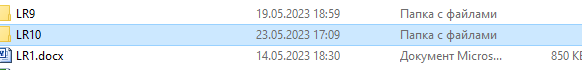 LR9 19.05.2023 18:59 Папка с файлами
LR10 23.05.2023 17:09 Папка с файлами
LR1.docx 14.05.2023 18:30 Документ Micros... 850 КБ